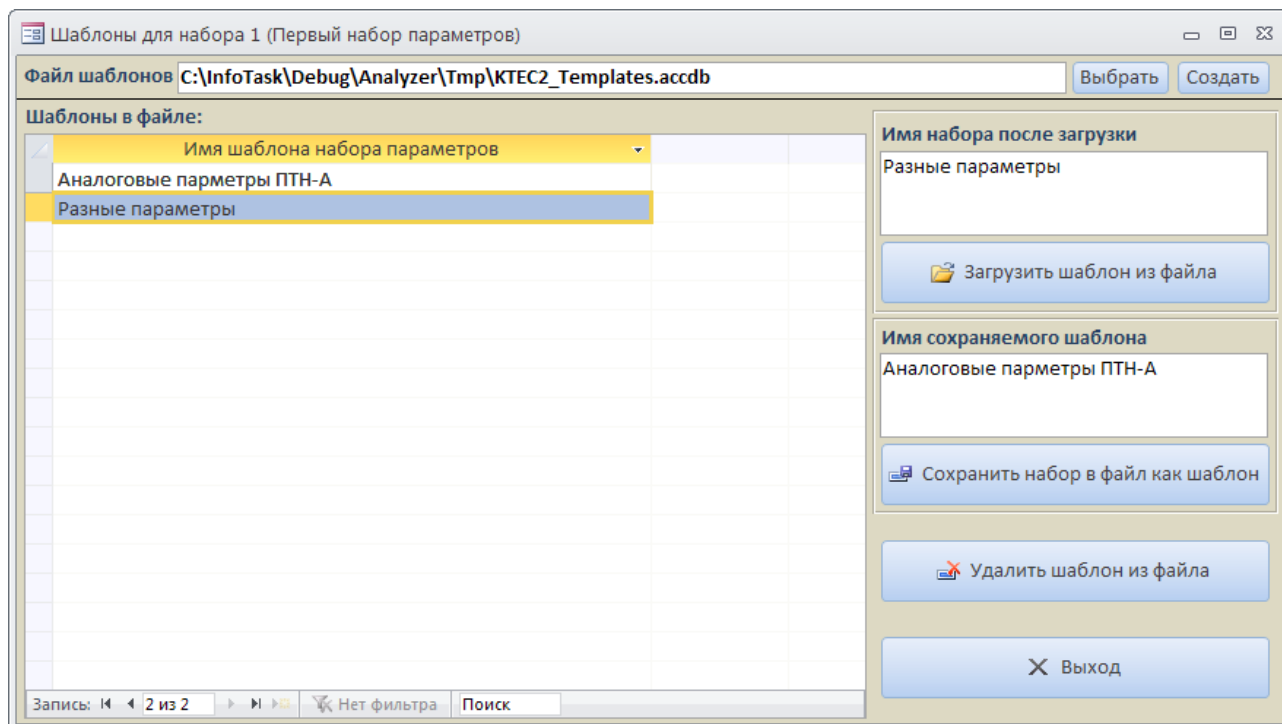 Шаблоны для набора 1 (Первый набор параметров)
Файл шаблонов C:\InfoTask\Debug\Analyzer\Tmp\KTEC2_Templates.accdb Выбрать Создать
Шаблоны в файле:
Имя шаблона набора параметров
Аналоговые парметры ПТН-А
Разные параметры
Имя набора после загрузки
Разные параметры
Загрузить шаблон из файла
Имя сохраняемого шаблона
Аналоговые парметры ПТН-А
Сохранить набор в файл как шаблон
Удалить шаблон из файла
Выход
Запись: 2 из 2 Нет фильтра Поиск